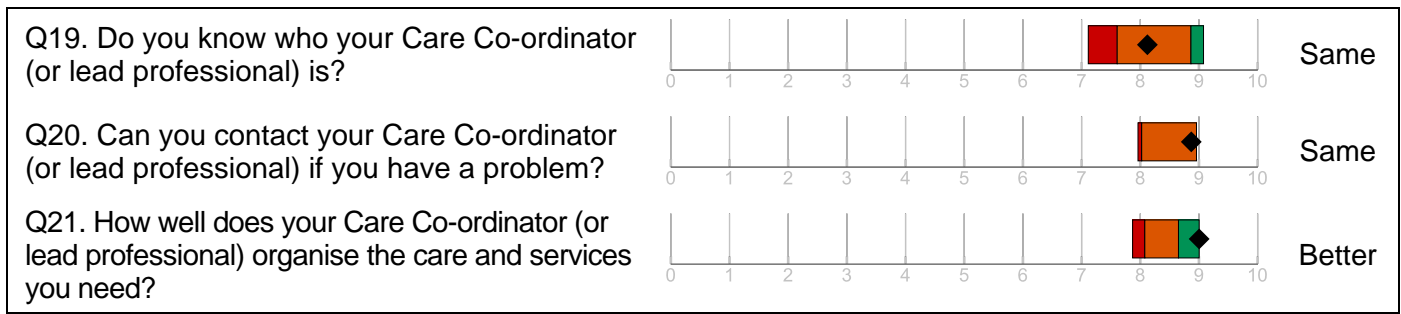 Q19. Do you know who your Care Co-ordinator
(or lead professional) is?
0 1 2 3 4 5 6 7 8 9 10
Same
Q20. Can you contact your Care Co-ordinator
(or lead professional) if you have a problem?
0 1 2 3 4 5 6 7 8 9 10
Same
Q21. How well does your Care Co-ordinator (or
lead professional) organise the care and services
you need?
0 1 2 3 4 5 6 7 8 9 10
Better